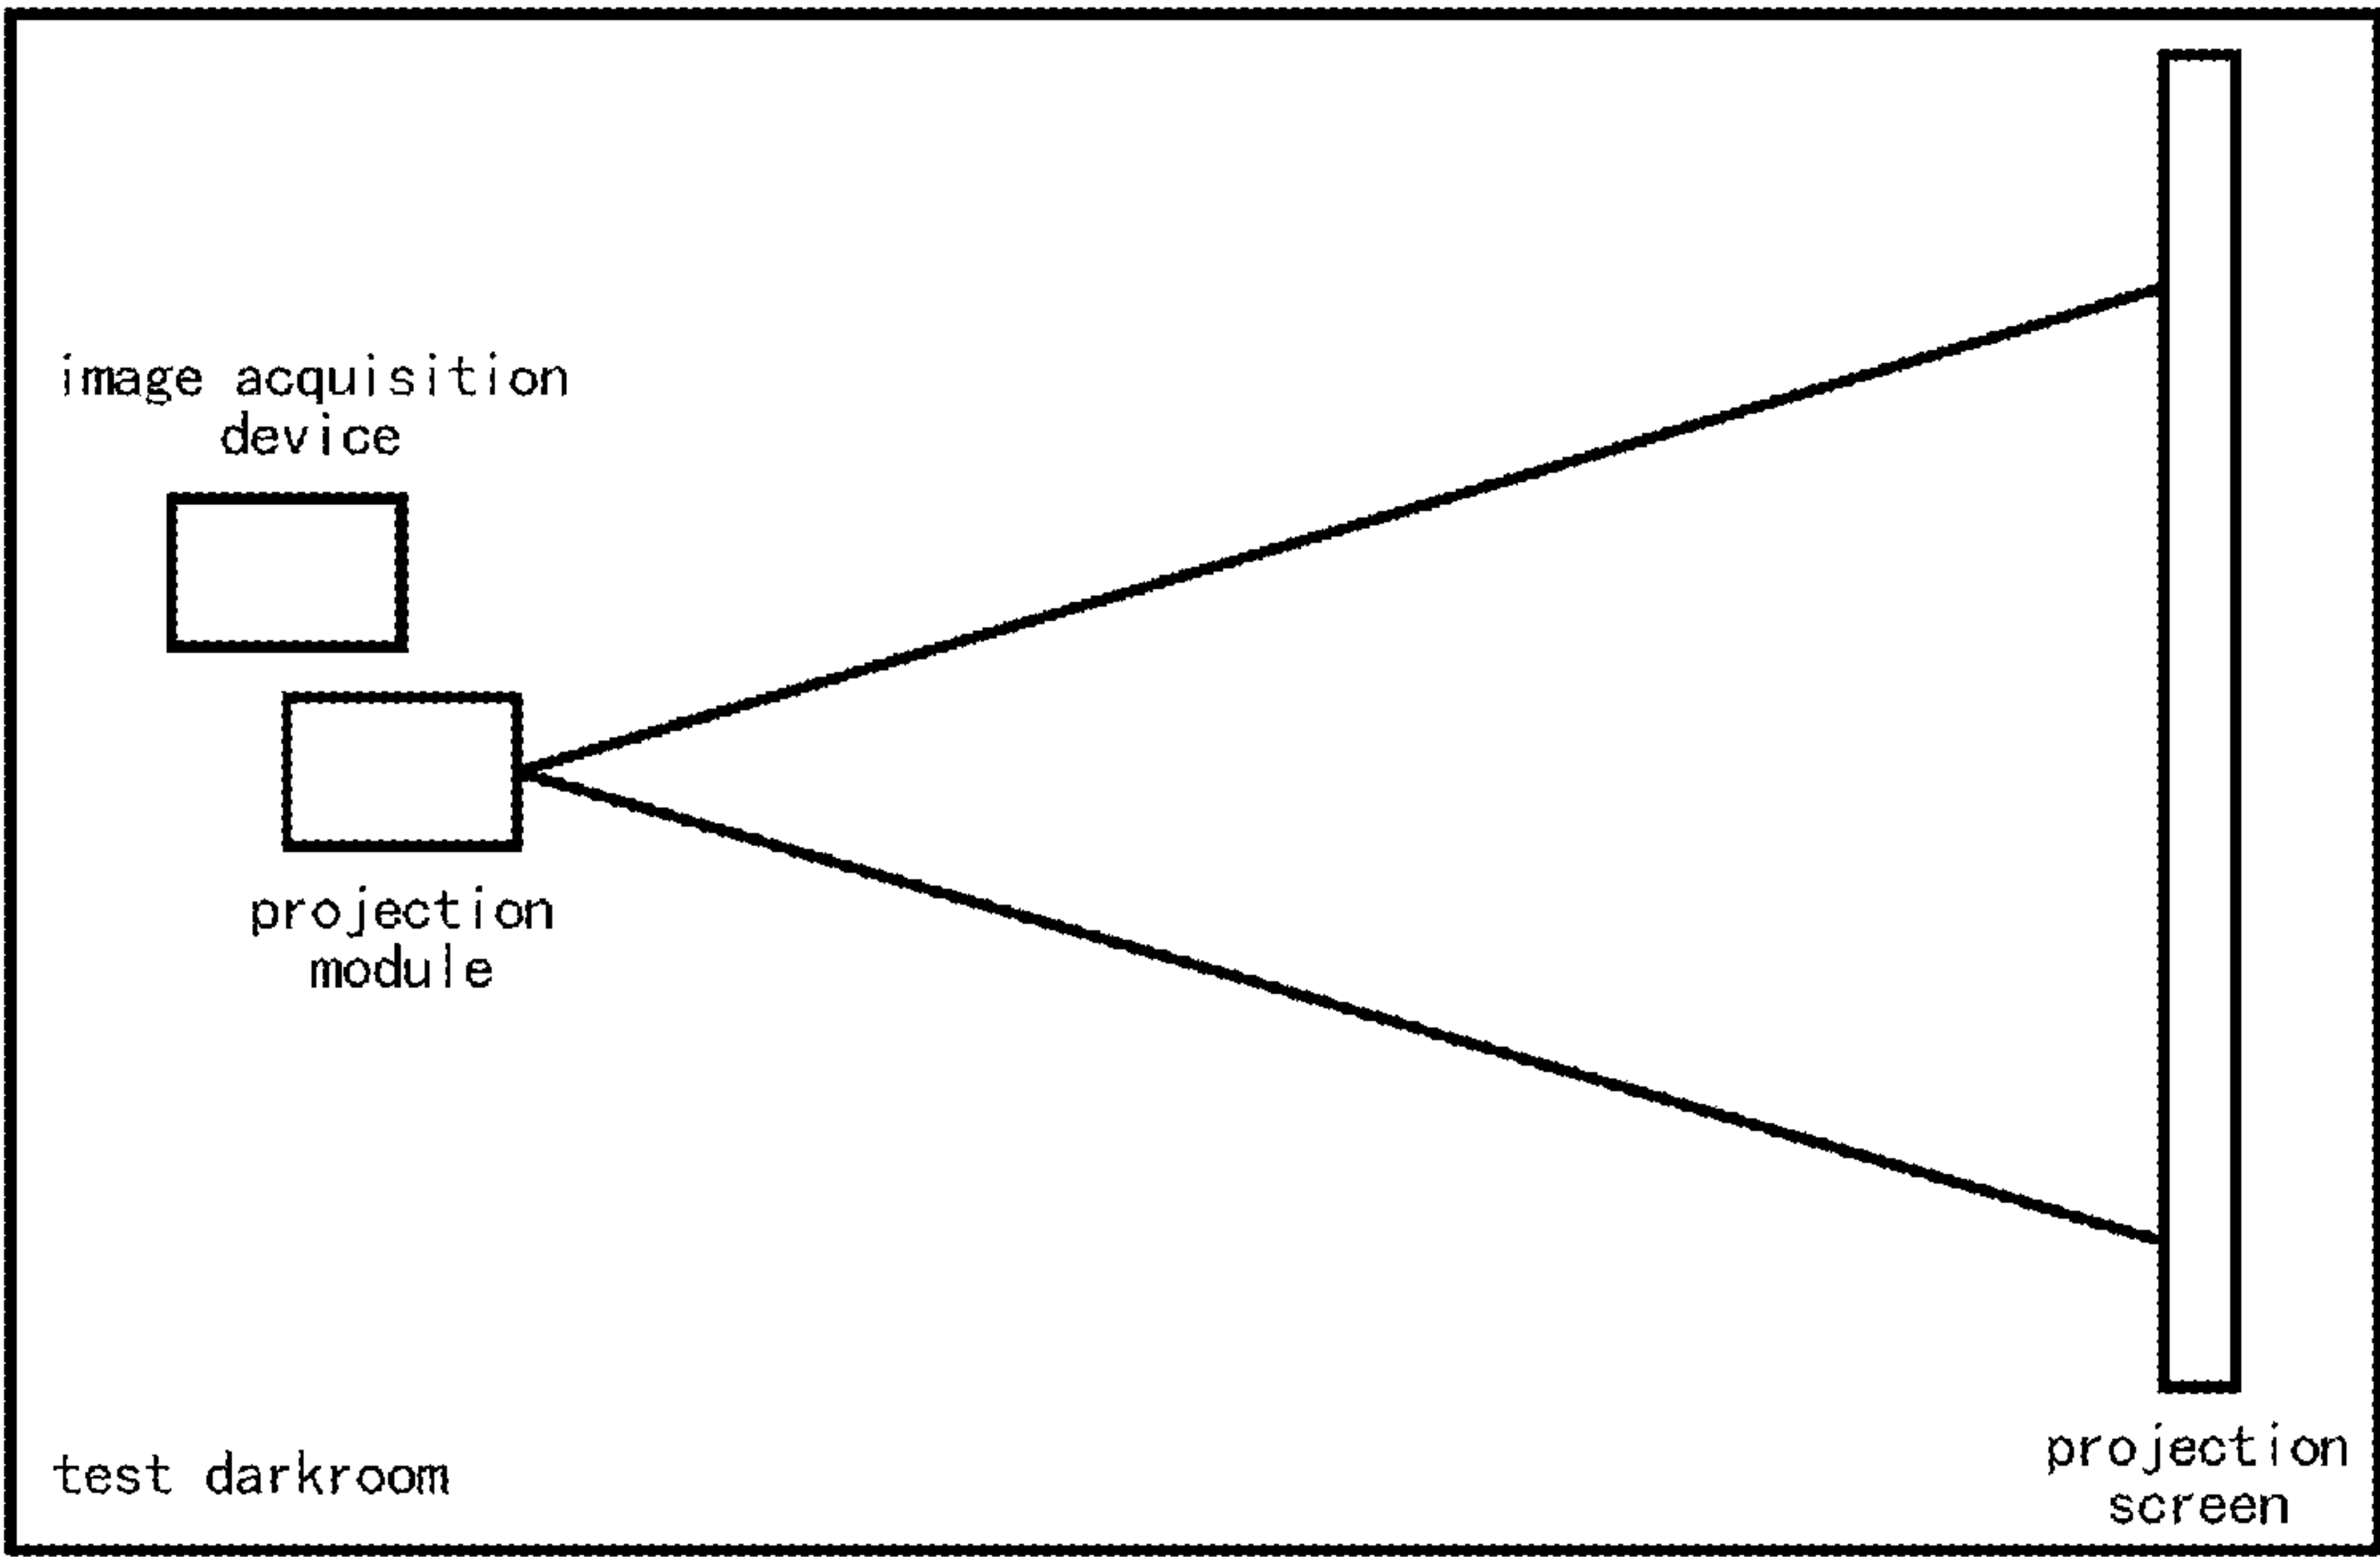 image acquisition
device
projection
module
test darkroom
projection
screen